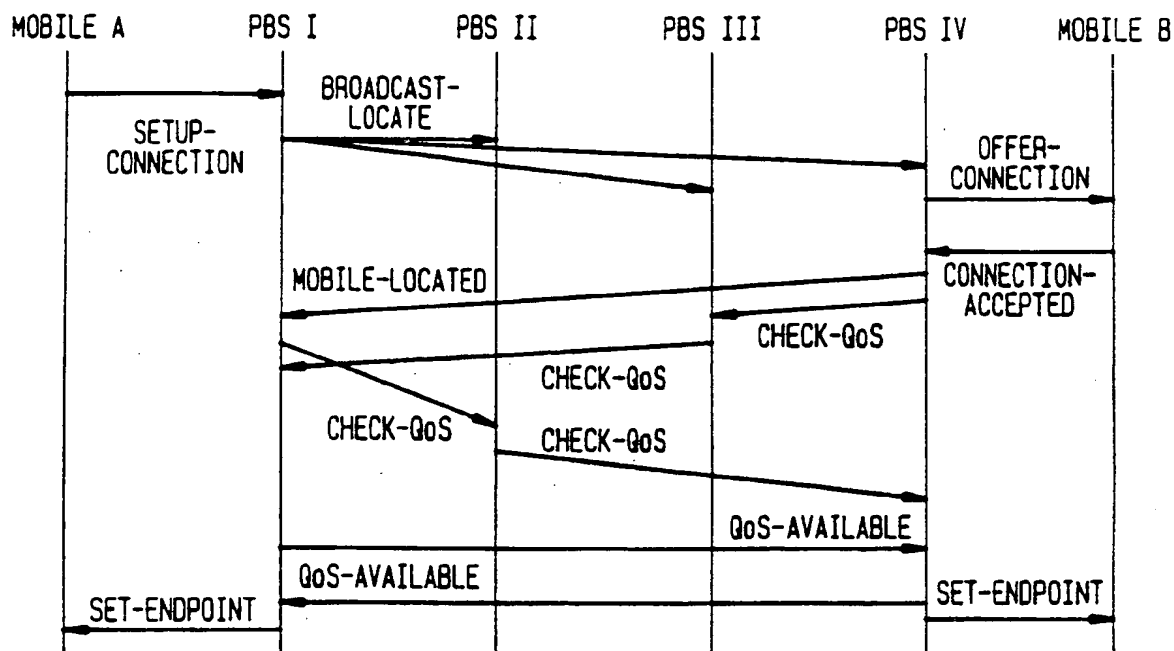 MOBILE A
PBS I
PBS II
PBS III
PBS IV
MOBILE B
BROADCAST-
LOCATE
SETUP-
CONNECTION
OFFER-
CONNECTION
MOBILE-LOCATED
CONNECTION-
ACCEPTED
CHECK-QoS
CHECK-QoS
CHECK-QoS
CHECK-QoS
QoS-AVAILABLE
QoS-AVAILABLE
SET-ENDPOINT
SET-ENDPOINT